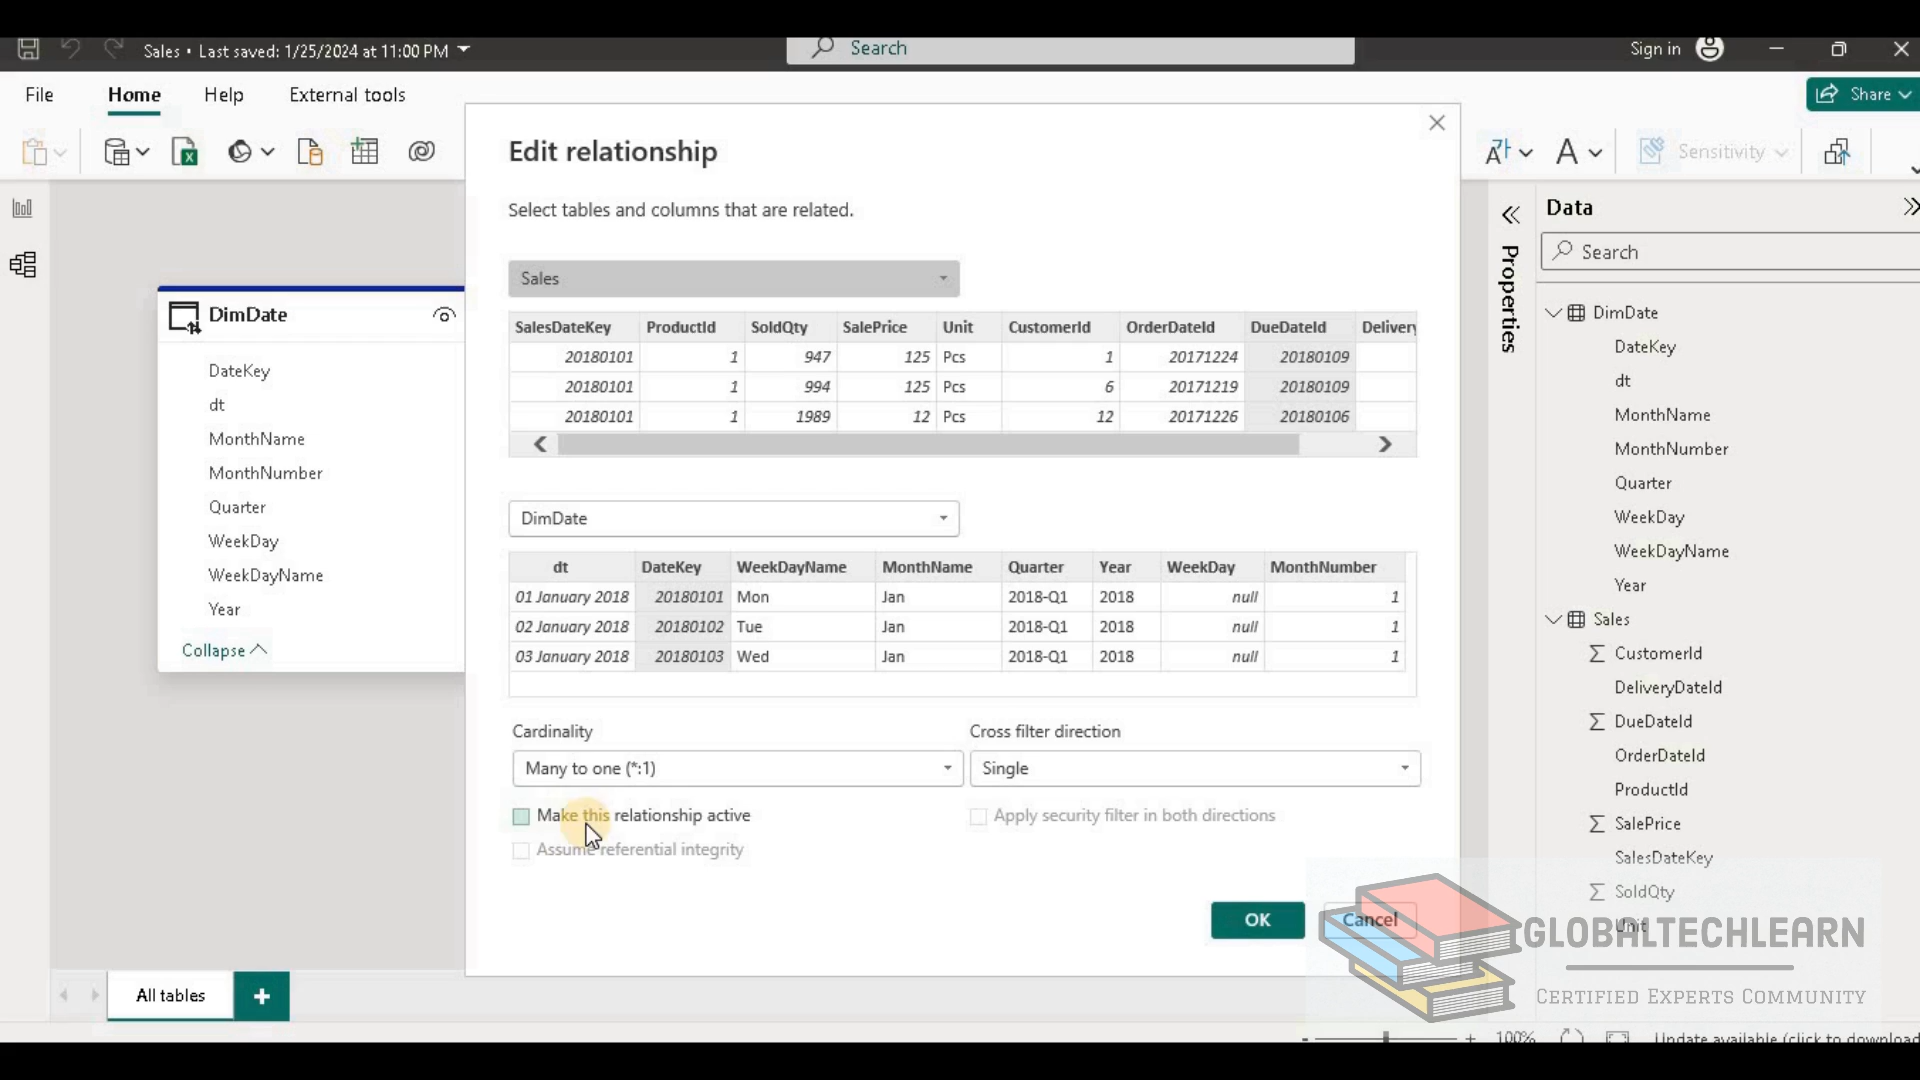 Sales • Last saved: 1/25/2024 at 11:00 PM
Search
Sign in
File
Home
Help
External tools
Share
Sensitivity
Edit relationship
Select tables and columns that are related.
Sales
SalesDateKey ProductId SoldQty SalePrice Unit CustomerId OrderDateId DueDateId Delivery
20180101 1 947 125 Pcs 1 20171224 20180109
20180101 1 994 125 Pcs 6 20171219 20180109
20180101 1 1989 12 Pcs 12 20171226 20180106
DimDate
dt DateKey WeekDayName MonthName Quarter Year WeekDay MonthNumber
01 January 2018 20180101 Mon Jan 2018-Q1 2018 null 1
02 January 2018 20180102 Tue Jan 2018-Q1 2018 null 1
03 January 2018 20180103 Wed Jan 2018-Q1 2018 null 1
Cardinality
Many to one (*:1)
Cross filter direction
Single
Make this relationship active
Apply security filter in both directions
Assume referential integrity
OK
Cancel
DimDate
DateKey
dt
MonthName
MonthNumber
Quarter
WeekDay
WeekDayName
Year
Collapse
Properties
Data
Search
DimDate
DateKey
dt
MonthName
MonthNumber
Quarter
WeekDay
WeekDayName
Year
Sales
CustomerId
DeliveryDateId
DueDateId
OrderDateId
ProductId
SalePrice
SalesDateKey
SoldQty
Unit
GLOBALTECHLEARN
CERTIFIED EXPERTS COMMUNITY
All tables
100%
Update available (click to download